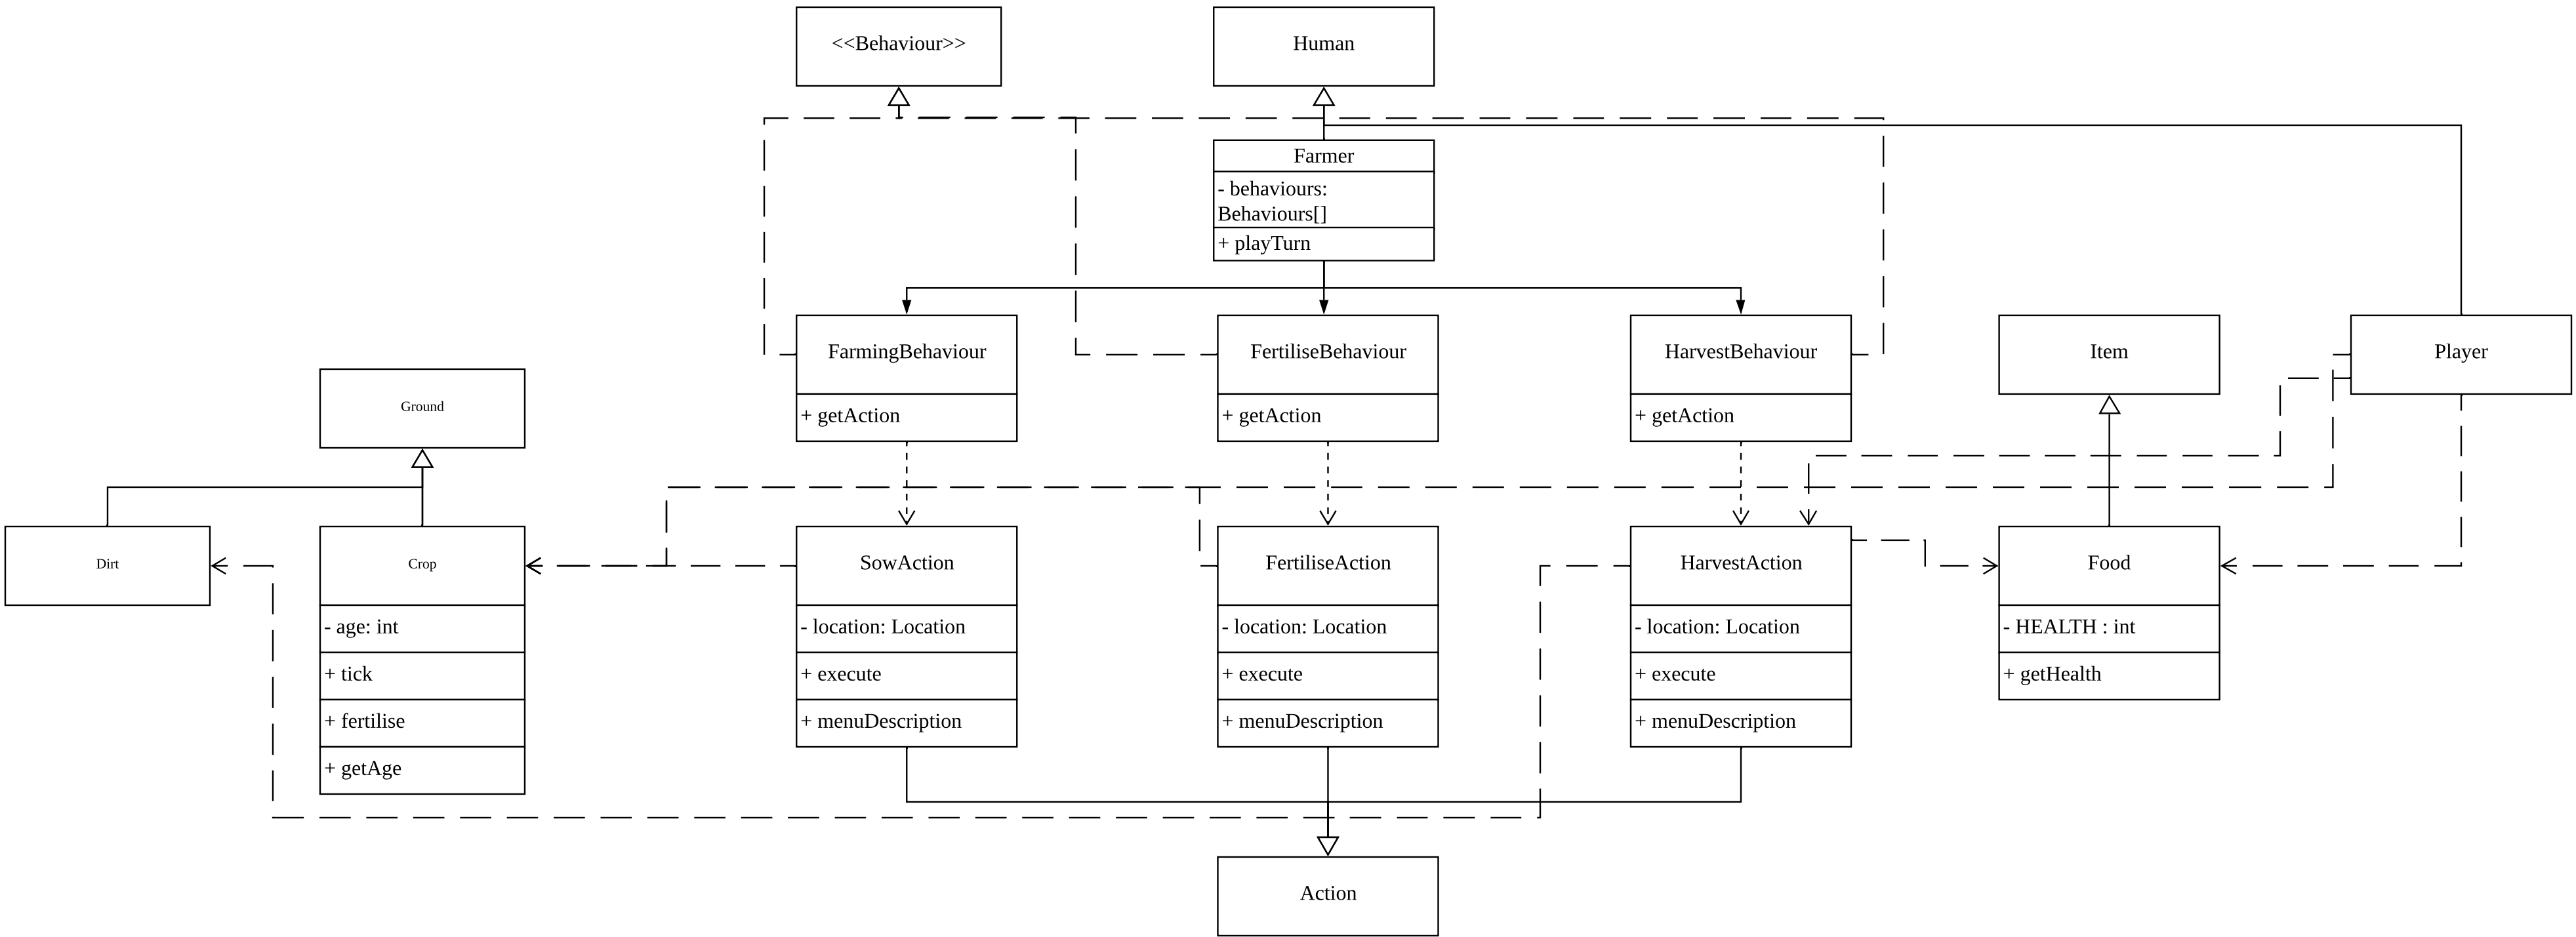 <<Behaviour>>
Human
Farmer
- behaviours:
Behaviours[]
+ playTurn
FarmingBehaviour
+ getAction
FertiliseBehaviour
+ getAction
HarvestBehaviour
+ getAction
Item
Player
Ground
Dirt
Crop
- age: int
+ tick
+ fertilise
+ getAge
SowAction
- location: Location
+ execute
+ menuDescription
FertiliseAction
- location: Location
+ execute
+ menuDescription
HarvestAction
- location: Location
+ execute
+ menuDescription
Food
- HEALTH : int
+ getHealth
Action